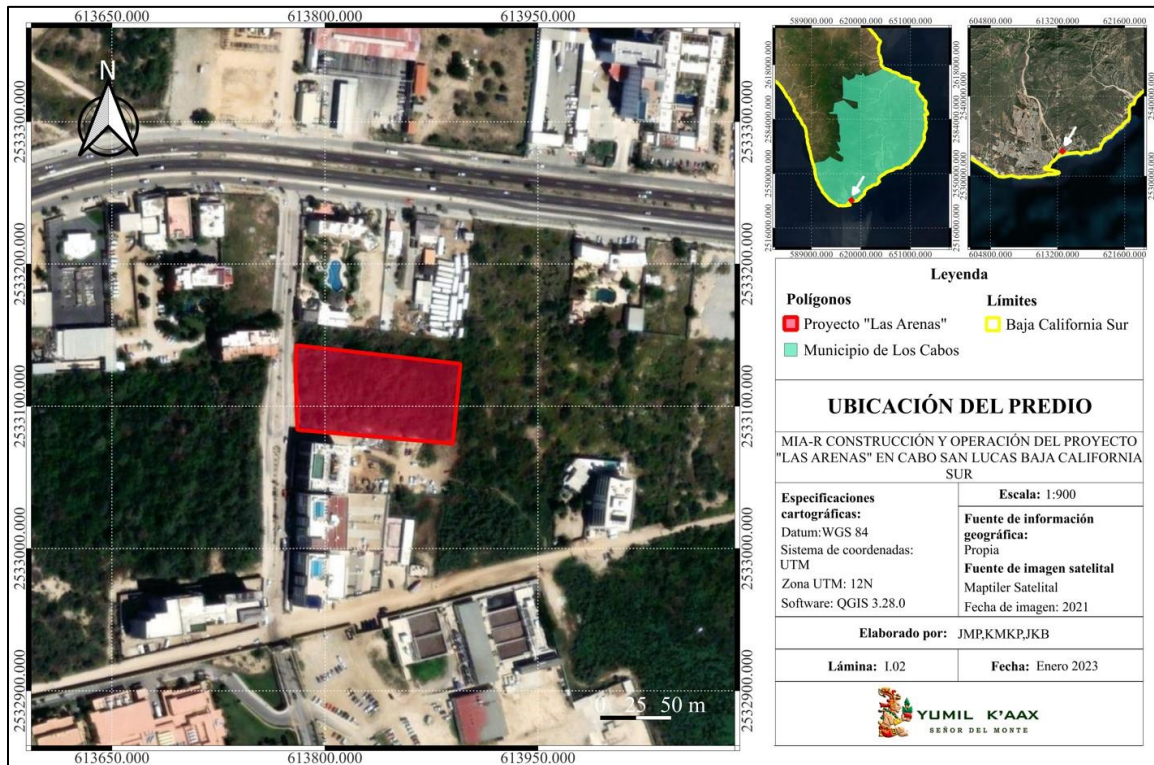 613650.000 613800.000 613950.000
2533300.000 2533300.000
2533200.000 2533200.000
2533100.000 2533100.000
2533000.000 2533000.000
2532900.000 2532900.000
613650.000 613800.000 613950.000
N
0 25 50 m
589000.000 620000.000 651000.000
2618000.000 2618000.000
2584000.000 2584000.000
2550000.000 2550000.000
2516000.000 2516000.000
589000.000 620000.000 651000.000
604800.000 613200.000 621600.000
2540000.000 2540000.000
2530000.000 2530000.000
604800.000 613200.000 621600.000
Leyenda
Polígonos
Proyecto "Las Arenas"
Municipio de Los Cabos
Límites
Baja California Sur
UBICACIÓN DEL PREDIO
MIA-R CONSTRUCCIÓN Y OPERACIÓN DEL PROYECTO
"LAS ARENAS" EN CABO SAN LUCAS BAJA CALIFORNIA
SUR
Especificaciones
cartográficas:
Datum:WGS 84
Sistema de coordenadas:
UTM
Zona UTM: 12N
Software: QGIS 3.28.0
Escala: 1:900
Fuente de información
geográfica:
Propia
Fuente de imagen satelital
Maptiler Satelital
Fecha de imagen: 2021
Elaborado por: JMP,KMKP,JKB
Lámina: I.02
Fecha: Enero 2023
YUMIL K'AAX
SEÑOR DEL MONTE